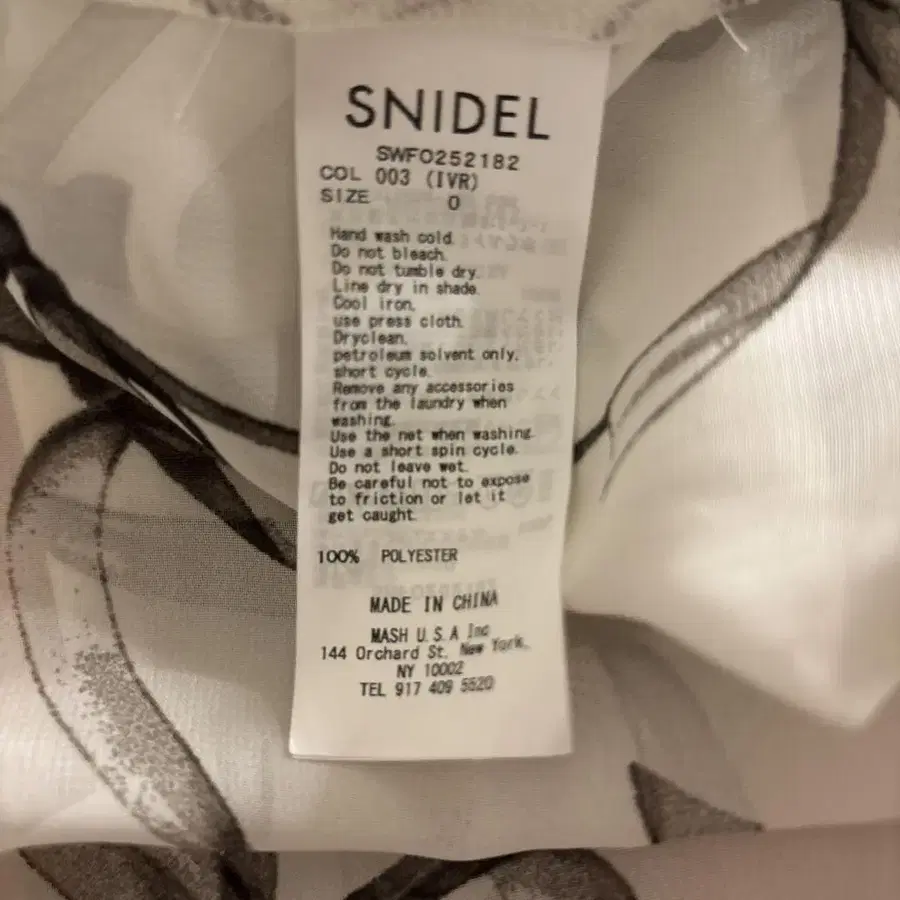 SNIDEL
SWFO252182
COL 003 (IVR)
SIZE 0
Hand wash cold.
Do not bleach.
Do not tumble dry.
Line dry in shade.
Cool iron,
use press cloth.
Dryclean,
petroleum solvent only,
short cycle.
Remove any accessories
from the laundry when
washing.
Use the net when washing.
Use a short spin cycle.
Do not leave wet.
Be careful not to expose
to friction or let it
get caught.
100% POLYESTER
MADE IN CHINA
MASH U.S.A Inc
144 Orchard St. New York,
NY 10002
TEL 917 409 5520